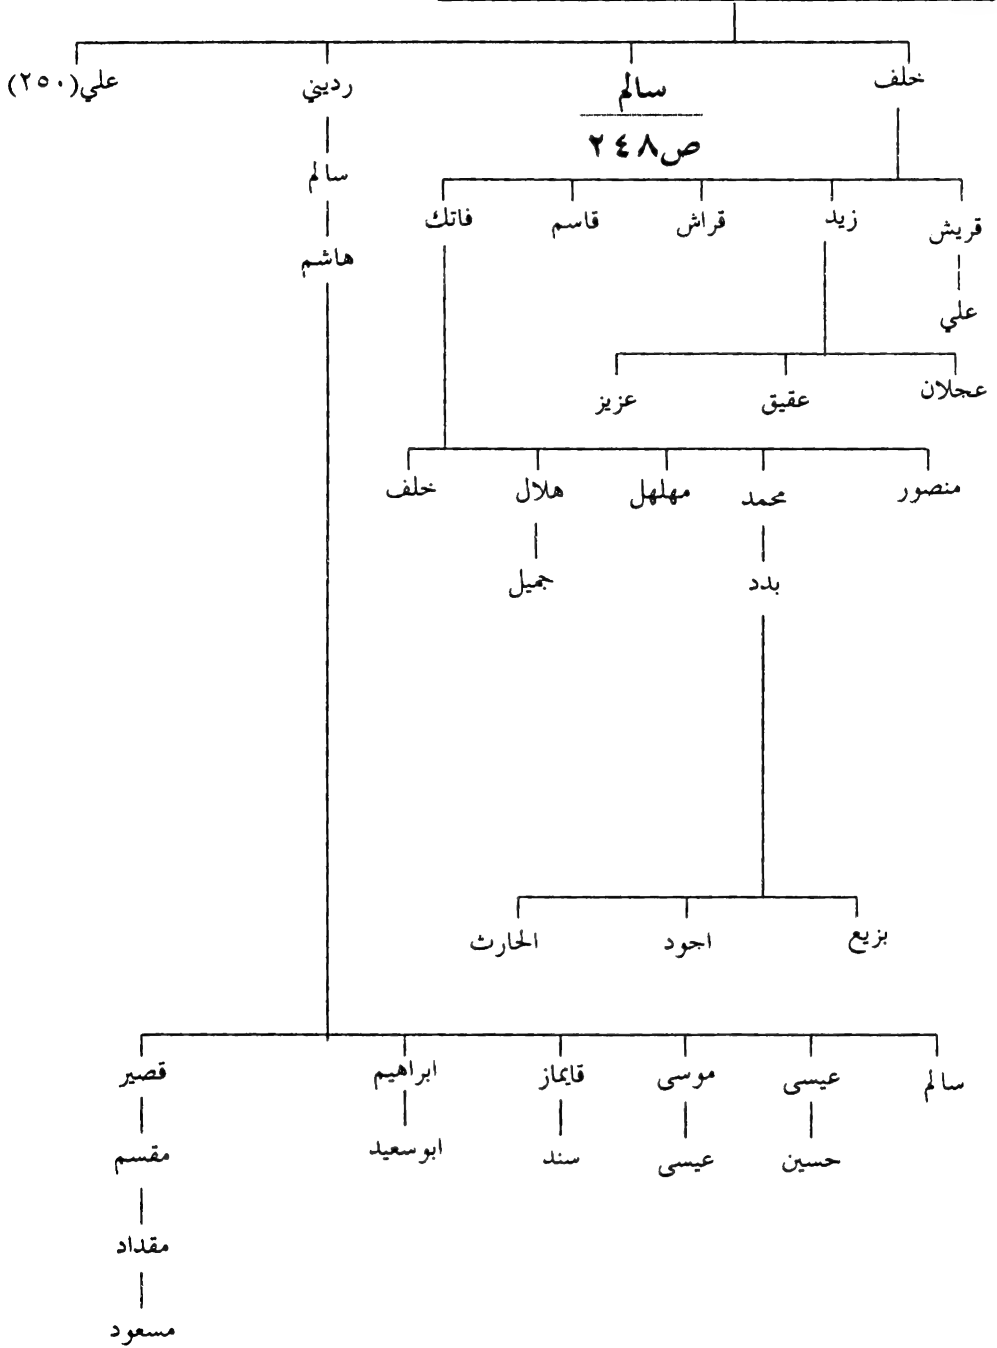 خلف سالم رديني علي(٢٥٠)
ص٢٤٨
سالم
قريش زيد قراش قاسم فاتك
هاشم
علي
عجلان عقيق عزيز
منصور محمد مهلهل هلال خلف
بدد جميل
بزيع اجود الحارث
سالم عيسى موسى قايماز ابراهيم قصير
حسين عيسى سند ابوسعيد مقسم
مقداد
مسعود